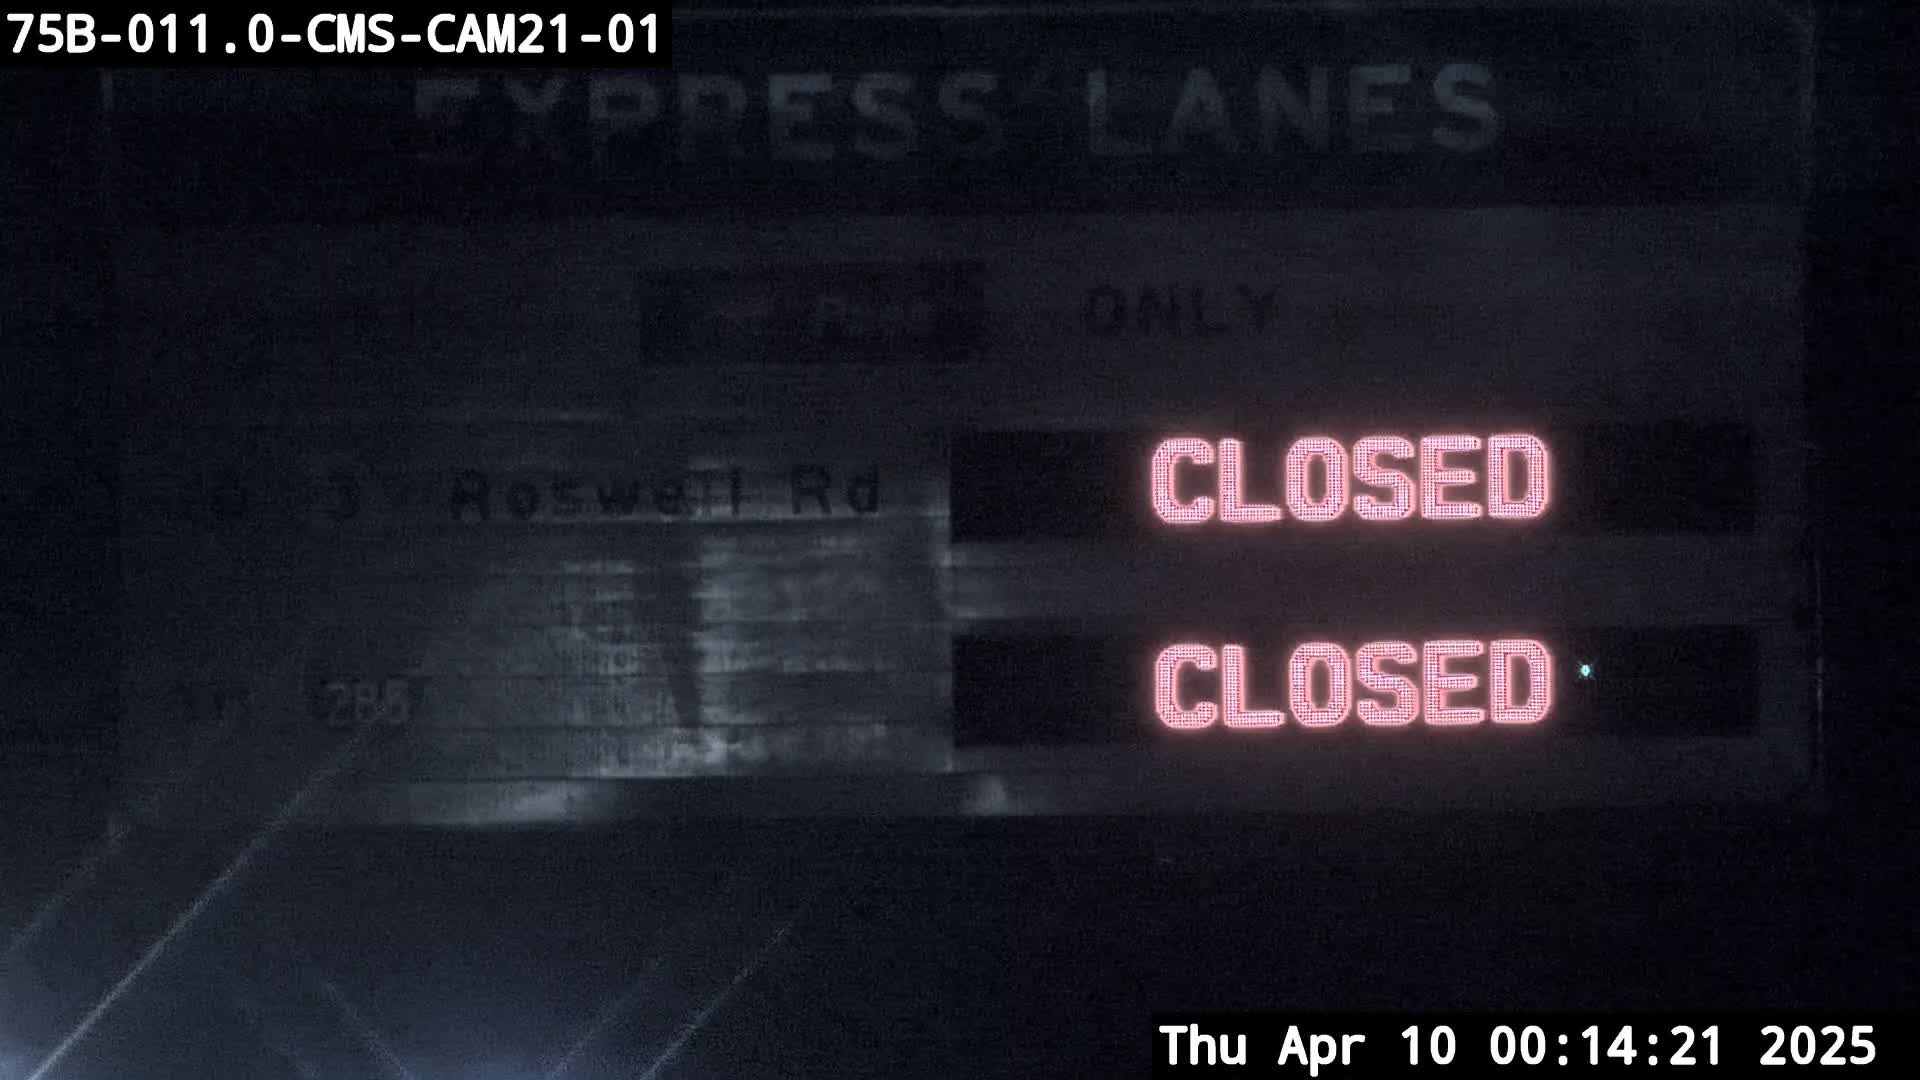 75B-011.0-CMS-CAM21-01
EXPRESS LANES
ONLY
Roswell Rd CLOSED
285 CLOSED
Thu Apr 10 00:14:21 2025